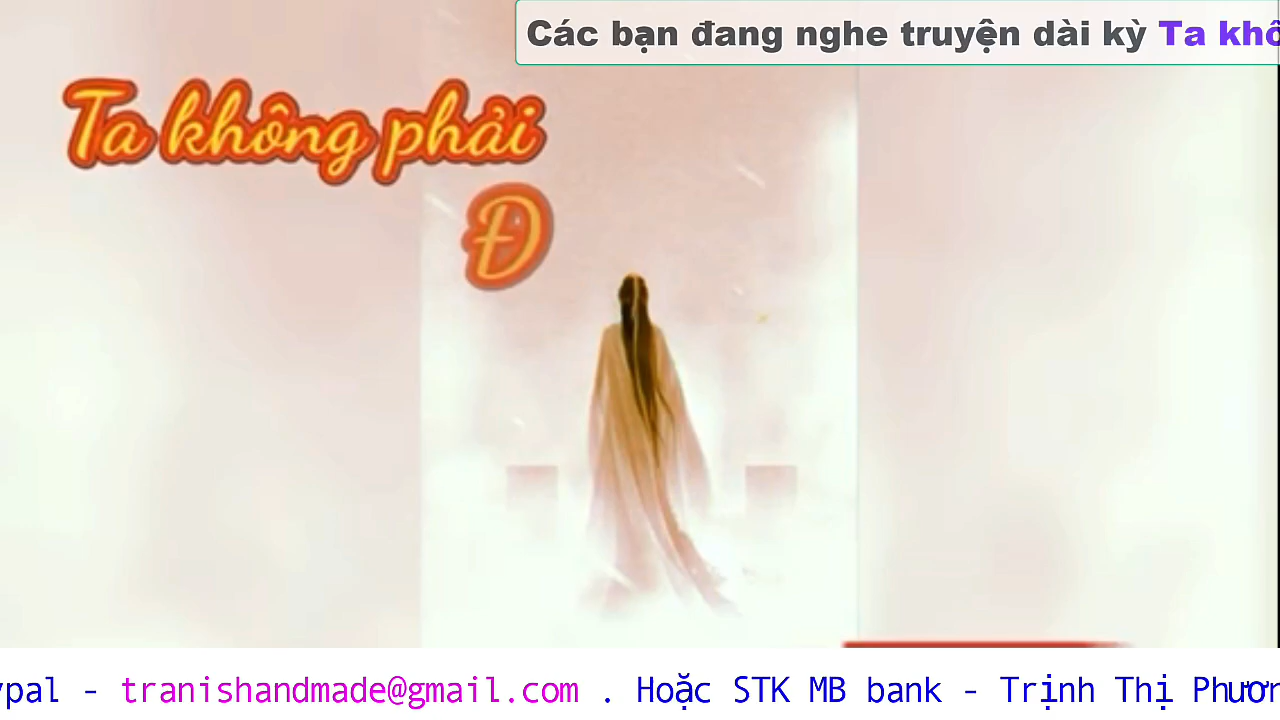 Các bạn đang nghe truyện dài kỳ Ta khô
Ta không phải
Đ
ypal - tranishandmade@gmail.com . Hoặc STK MB bank - Trịnh Thị Phươn